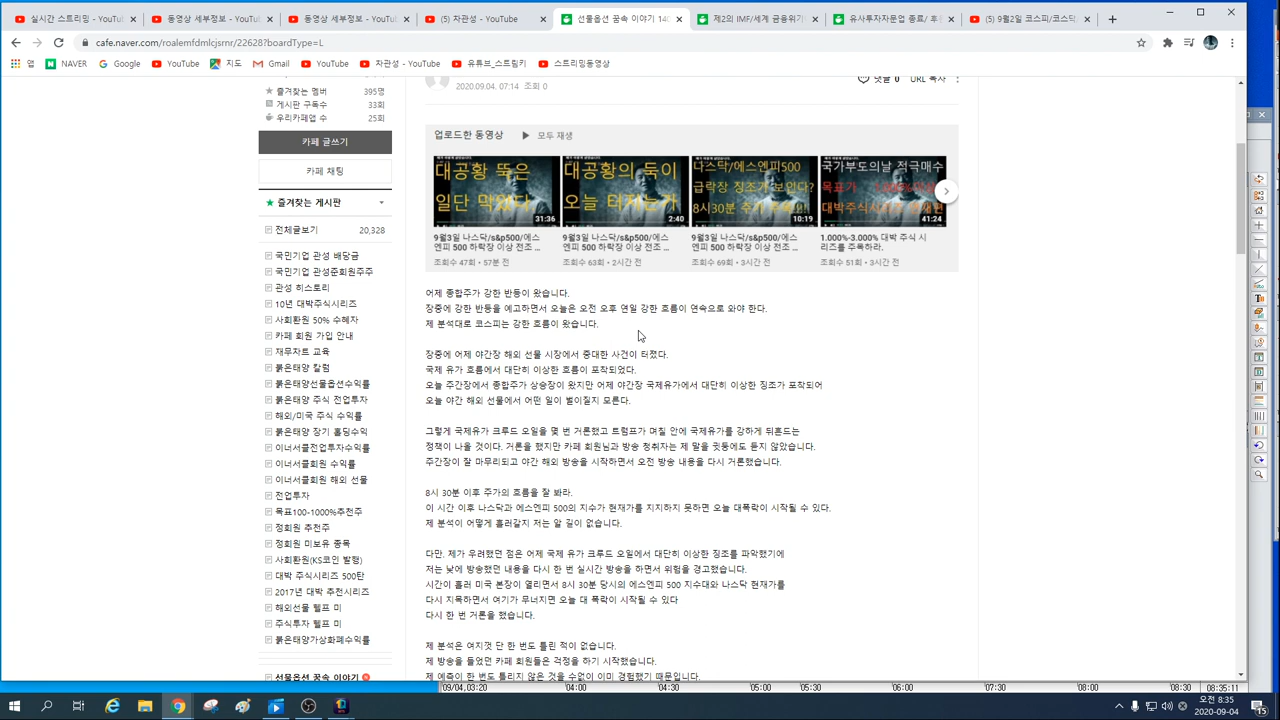 실시간 스트리밍 - YouTu
동영상 세부정보 - YouTu
동영상 세부정보 - YouTu
(5) 차관성 - YouTube
선물옵션 꿈속 이야기 140
제2의 IMF/세계 금융위기
유사투자자문업 종료/ 후원
(5) 9월2일 코스피/코스닥
cafe.naver.com/roalemfdmlcjsrnr/22628?boardType=L
앱
NAVER
Google
YouTube
지도
Gmail
YouTube
차관성 - YouTube
유튜브_스트림키
스트리밍동영상
즐겨찾는 멤버 395명
게시판 구독수 33회
우리카페앱 수 25회
카페 글쓰기
카페 채팅
즐겨찾는 게시판
전체글보기 20,328
국민기업 관성 배당금
국민기업 관성준회원주주
관성 히스토리
10년 대박주식시리즈
사회환원 50% 수혜자
카페 회원 가입 안내
재무차트 교육
붉은태양 칼럼
붉은태양선물옵션수익률
붉은태양 주식 전업투자
해외/미국 주식 수익률
붉은태양 장기 홀딩수익
이너서클전업투자수익률
이너서클회원 수익률
이너서클회원 해외 선물
전업투자
목표100-1000%추천주
정회원 추천주
정회원 미보유 종목
사회환원(KS코인 발행)
대박 주식시리즈 500탄
2017년 대박 추천시리즈
해외선물 헬프 미
주식투자 헬프 미
붉은태양가상화폐수익률
선물옵션 꿈속 이야기
2020.09.04. 07:14 조회 0
댓글 0 URL 복사
업로드한 동영상
모두 재생
대공황 뚝은
일단 막았다
31:36
대공황의 둑이
오늘 터지는가
2:40
나스닥/에스엔피500
급락장 징조가 보인다?
8시30분 주가
10:19
국가부도의날 적극매수
목표가
대박주식시리즈
41:24
9월3일 나스닥/s&p500/에스
엔피 500 하락장 이상 전조 ...
조회수 47회 • 57분 전
9월3일 나스닥/s&p500/에스
엔피 500 하락장 이상 전조 ...
조회수 63회 • 2시간 전
9월3일 나스닥/s&p500/에스
엔피 500 하락장 이상 전조 ...
조회수 69회 • 3시간 전
1.000%-3.000% 대박 주식 시
리즈를 주목하라.
조회수 51회 • 3시간 전
어제 종합주가 강한 반등이 왔습니다.
장중에 강한 반등을 예고하면서 오늘은 오전 오후 연일 강한 흐름이 연속으로 와야 한다.
제 분석대로 코스피는 강한 흐름이 왔습니다.
장중에 어제 야간장 해외 선물 시장에서 중대한 사건이 터졌다.
국제 유가 흐름에서 대단히 이상한 흐름이 포착되었다.
오늘 주간장에서 종합주가 상승장이 왔지만 어제 야간장 국제유가에서 대단히 이상한 징조가 포착되어
오늘 야간 해외 선물에서 어떤 일이 벌이질지 모른다.
그렇게 국제유가 크루드 오일을 몇 번 거론했고 트럼프가 며칠 안에 국제유가를 강하게 뒤흔드는
정책이 나올 것이다. 거론을 했지만 카페 회원님과 방송 청취자는 제 말을 귓등에도 듣지 않았습니다.
주간장이 잘 마무리되고 야간 해외 방송을 시작하면서 오전 방송 내용을 다시 거론했습니다.
8시 30분 이후 주가의 흐름을 잘 봐라.
이 시간 이후 나스닥과 에스엔피 500의 지수가 현재가를 지지하지 못하면 오늘 대폭락이 시작될 수 있다.
제 분석이 어떻게 흘러갈지 저는 알 길이 없습니다.
다만. 제가 우려했던 점은 어제 국제 유가 크루드 오일에서 대단히 이상한 징조를 파악했기에
저는 낮에 방송했던 내용을 다시 한 번 실시간 방송을 하면서 위험을 경고했습니다.
시간이 흘러 미국 본장이 열리면서 8시 30분 당시의 에스엔피 500 지수대와 나스닥 현재가를
다시 지목하면서 여기가 무너지면 오늘 대 폭락이 시작될 수 있다
다시 한 번 거론을 했습니다.
제 분석은 여지껏 단 한 번도 틀린 적이 없습니다.
제 방송을 들었던 카페 회원들은 걱정을 하기 시작했습니다.
제 예측이 한 번도 틀리지 않은 것을 수없이 이미 경험했기 때문입니다.
09/04,03:20
04:00
04:30
05:00
05:30
06:00
07:30
08:00
08:30
08:35:11
오전 8:35
2020-09-04
15